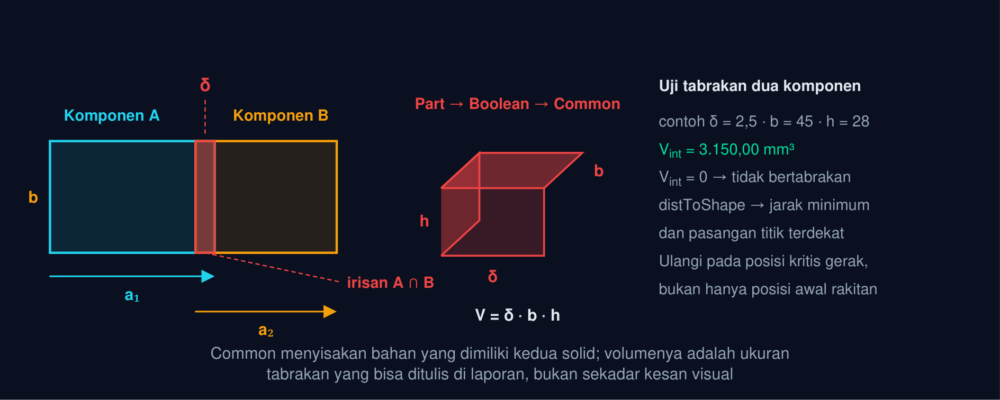 δ
Komponen A
Komponen B
b
a₁
a₂
irisan A ∩ B
Part → Boolean → Common
b
h
δ
V = δ · b · h
Uji tabrakan dua komponen
contoh δ = 2,5 · b = 45 · h = 28
V_int = 3.150,00 mm³
V_int = 0 → tidak bertabrakan
distToShape → jarak minimum
dan pasangan titik terdekat
Ulangi pada posisi kritis gerak,
bukan hanya posisi awal rakitan
Common menyisakan bahan yang dimiliki kedua solid; volumenya adalah ukuran
tabrakan yang bisa ditulis di laporan, bukan sekadar kesan visual